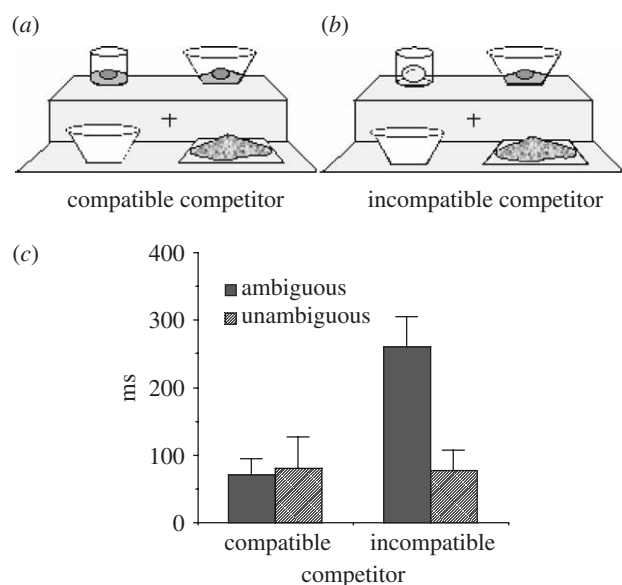 (a) (b)
+ +
compatible competitor incompatible competitor
(c)
400
ambiguous
unambiguous
300
ms
200
100
0
compatible incompatible
competitor